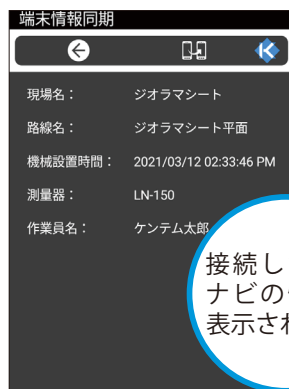 端末情報同期
現場名： ジオラマシート
路線名： ジオラマシート平面
機械設置時間： 2021/03/12 02:33:46 PM
測量器： LN-150
作業員名： ケンテム太郎
接続し
ナビの
表示さ